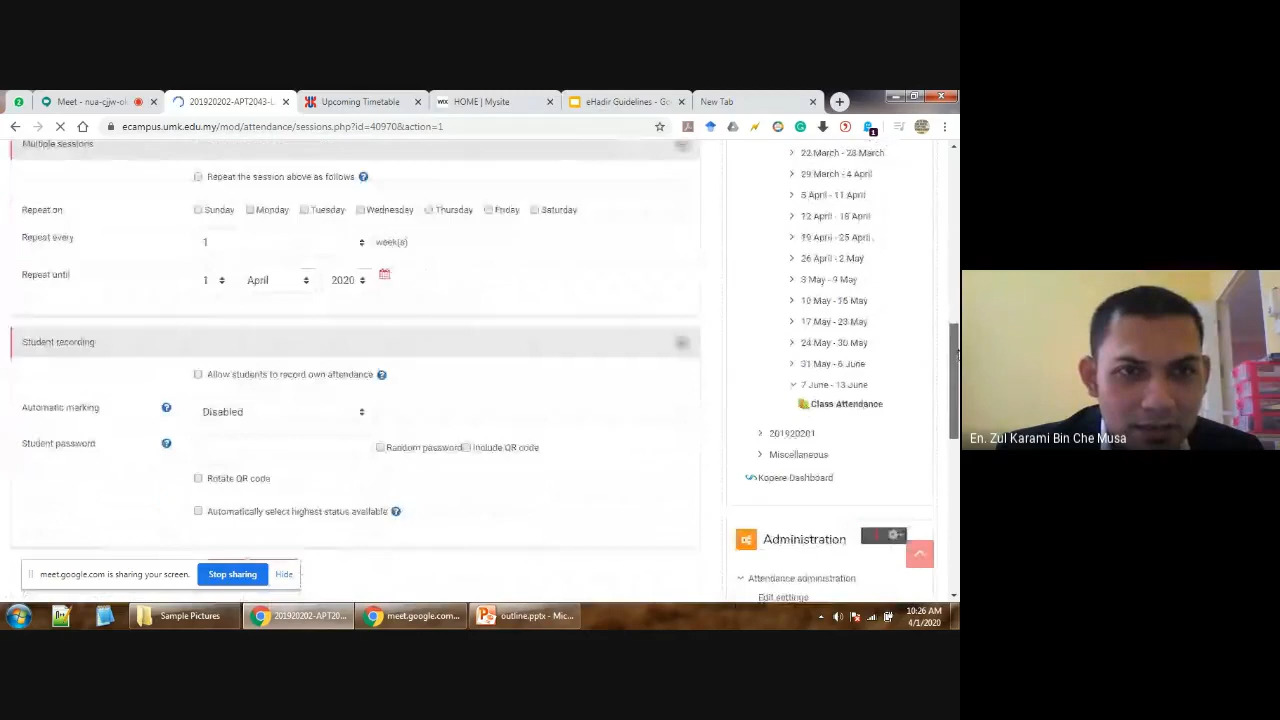 Meet - nua-cjjw-ol
201920202-APT2043-L
Upcoming Timetable
WIX HOME | Mysite
eHadir Guidelines - Go
New Tab
ecampus.umk.edu.my/mod/attendance/sessions.php?id=40970&action=1
Multiple sessions
Repeat the session above as follows
Repeat on
Sunday Monday Tuesday Wednesday Thursday Friday Saturday
Repeat every
1
week(s)
Repeat until
1 April 2020
Student recording
Allow students to record own attendance
Automatic marking
Disabled
Student password
Random password Include QR code
Rotate QR code
Automatically select highest status available
22 March - 28 March
29 March - 4 April
5 April - 11 April
12 April - 18 April
19 April - 25 April
26 April - 2 May
3 May - 9 May
10 May - 16 May
17 May - 23 May
24 May - 30 May
31 May - 6 June
7 June - 13 June
Class Attendance
201920201
Miscellaneous
Kopere Dashboard
Administration
Attendance administration
Edit settings
meet.google.com is sharing your screen.
Stop sharing
Hide
Sample Pictures
201920202-APT20...
meet.google.com...
outline.pptx - Mic...
10:26 AM
4/1/2020
En. Zul Karami Bin Che Musa